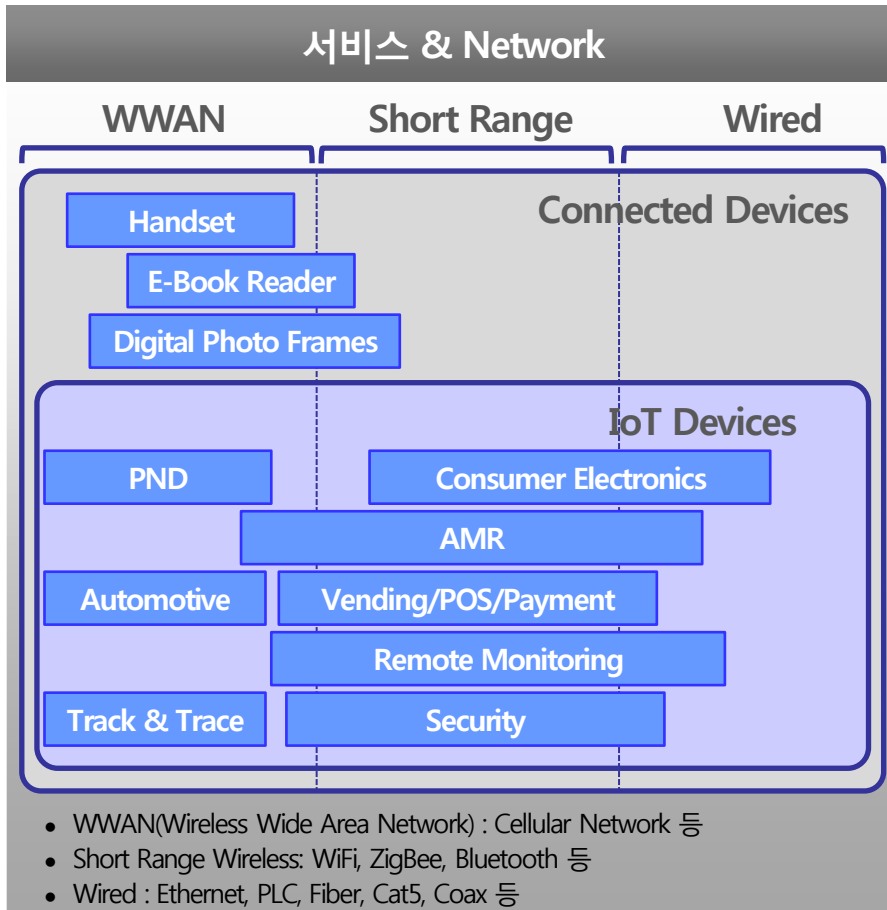 서비스 & Network
WWAN Short Range Wired
Connected Devices
Handset
E-Book Reader
Digital Photo Frames
IoT Devices
PND Consumer Electronics
AMR
Automotive Vending/POS/Payment
Remote Monitoring
Track & Trace Security
• WWAN(Wireless Wide Area Network) : Cellular Network 등
• Short Range Wireless: WiFi, ZigBee, Bluetooth 등
• Wired : Ethernet, PLC, Fiber, Cat5, Coax 등